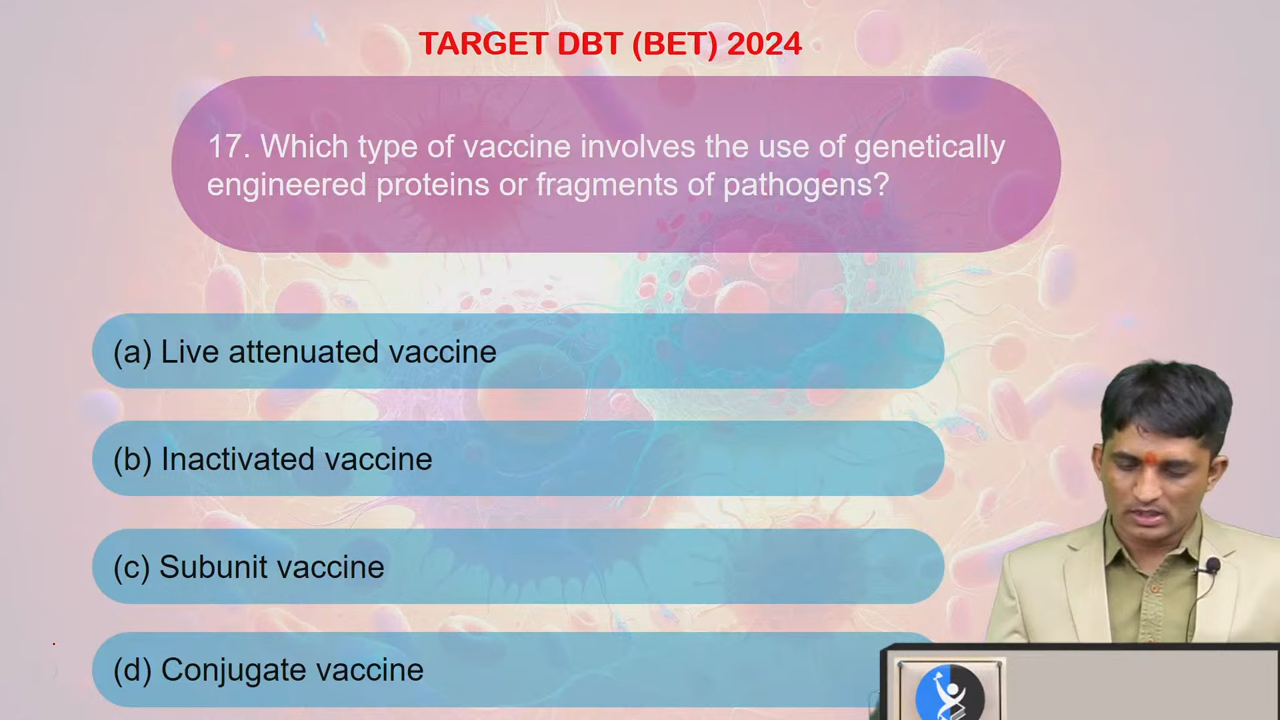 TARGET DBT (BET) 2024
17. Which type of vaccine involves the use of genetically
engineered proteins or fragments of pathogens?
(a) Live attenuated vaccine
(b) Inactivated vaccine
(c) Subunit vaccine
(d) Conjugate vaccine